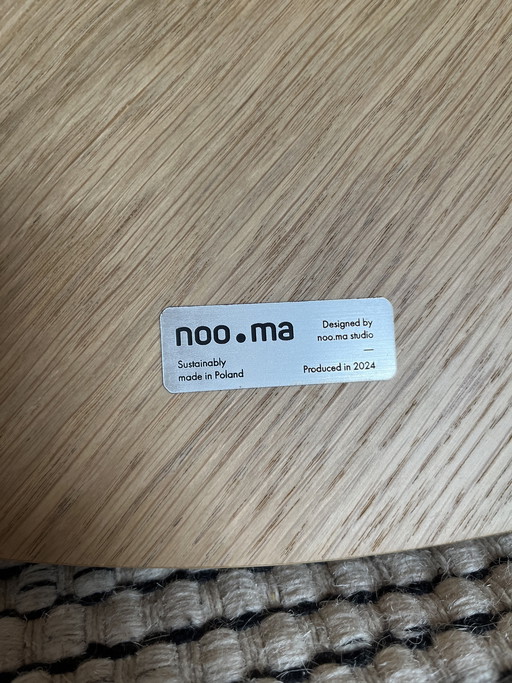 noo.ma
Sustainably
made in Poland
Designed by
noo.ma studio
—
Produced in 2024